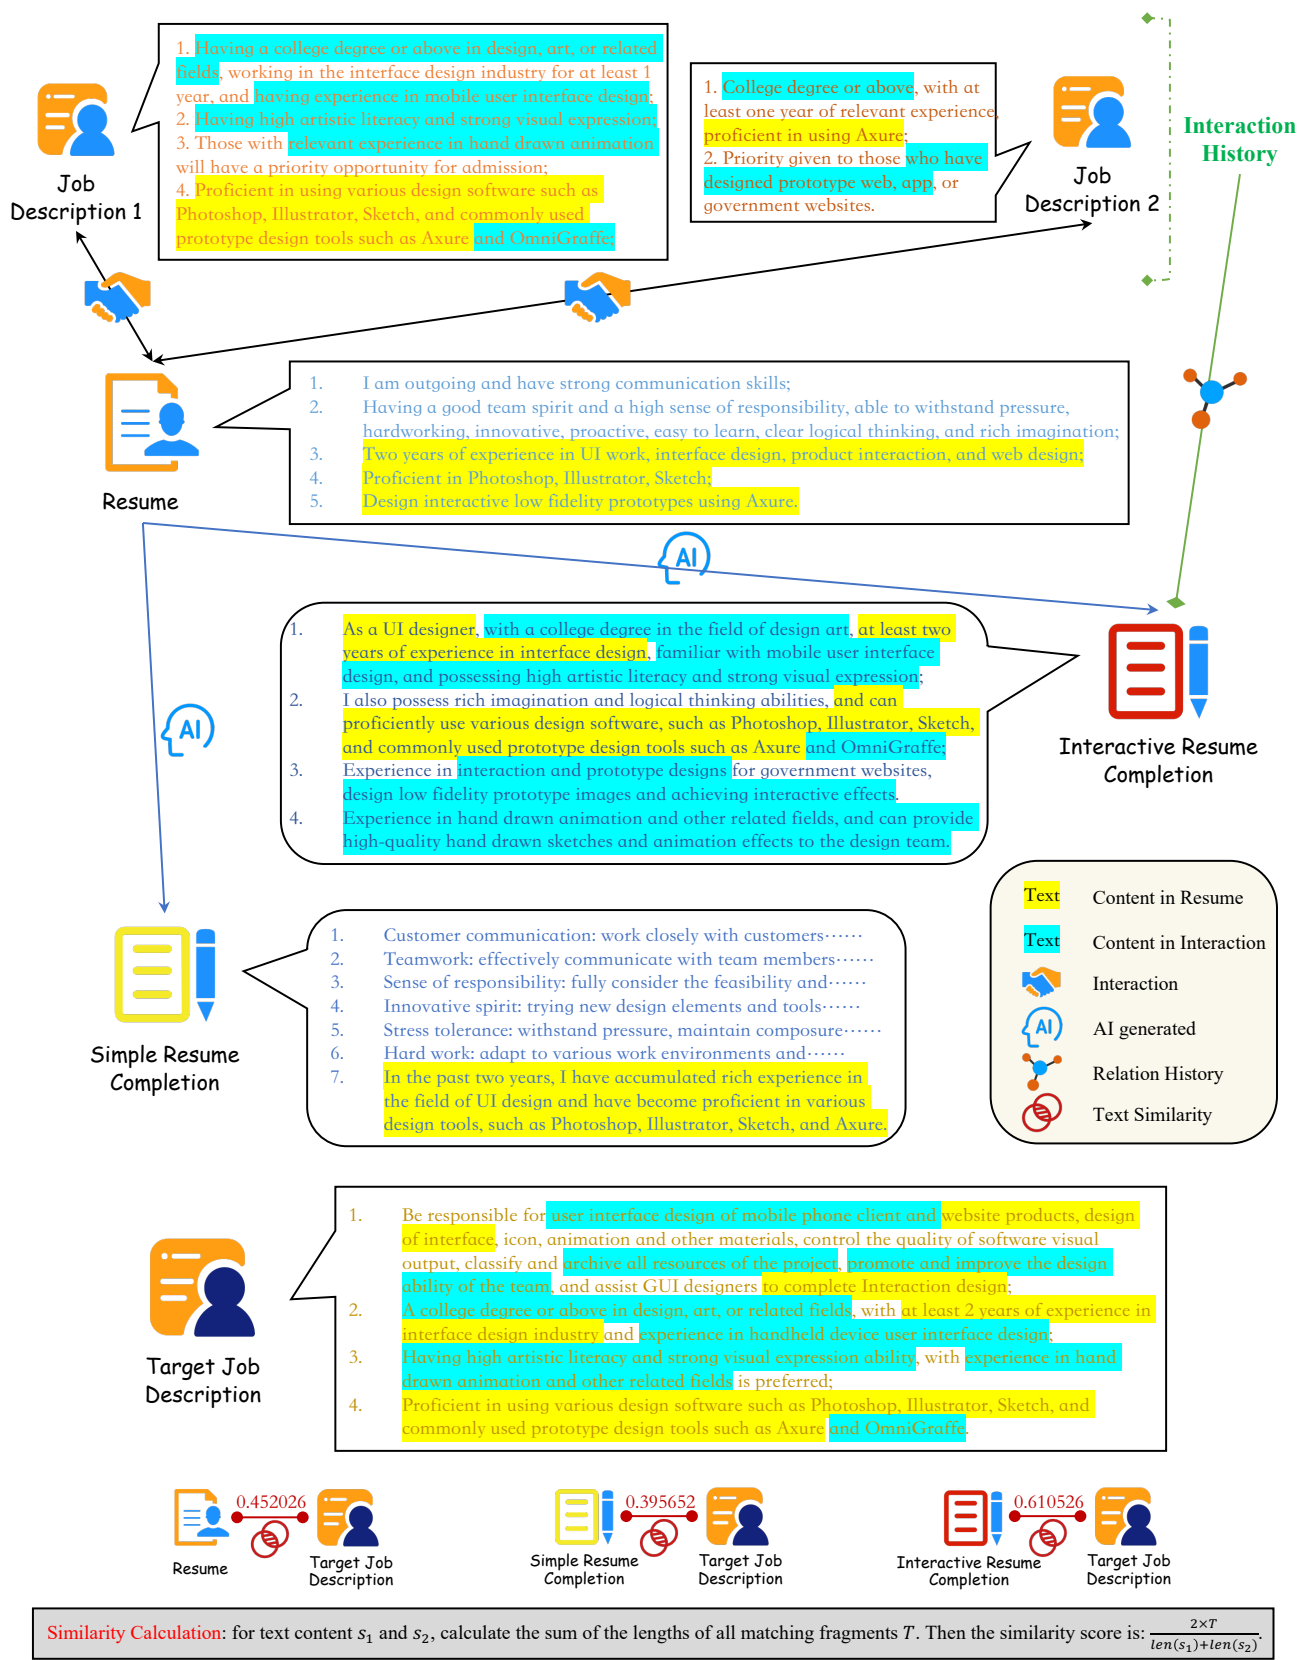 1. Having a college degree or above in design, art, or related
fields, working in the interface design industry for at least 1
year, and having experience in mobile user interface design;
2. Having high artistic literacy and strong visual expression;
3. Those with relevant experience in hand drawn animation
will have a priority opportunity for admission;
4. Proficient in using various design software such as
Photoshop, Illustrator, Sketch, and commonly used
prototype design tools such as Axure and OmniGraffe;
Job
Description 1
1. College degree or above, with at
least one year of relevant experience,
proficient in using Axure;
2. Priority given to those who have
designed prototype web, app, or
government websites.
Job
Description 2
Interaction
History
1. I am outgoing and have strong communication skills;
2. Having a good team spirit and a high sense of responsibility, able to withstand pressure,
hardworking, innovative, proactive, easy to learn, clear logical thinking, and rich imagination;
3. Two years of experience in UI work, interface design, product interaction, and web design;
4. Proficient in Photoshop, Illustrator, Sketch;
5. Design interactive low fidelity prototypes using Axure.
Resume
AI
1. As a UI designer, with a college degree in the field of design art, at least two
years of experience in interface design, familiar with mobile user interface
design, and possessing high artistic literacy and strong visual expression;
2. I also possess rich imagination and logical thinking abilities, and can
proficiently use various design software, such as Photoshop, Illustrator, Sketch,
and commonly used prototype design tools such as Axure and OmniGraffe;
3. Experience in interaction and prototype designs for government websites,
design low fidelity prototype images and achieving interactive effects.
4. Experience in hand drawn animation and other related fields, and can provide
high-quality hand drawn sketches and animation effects to the design team.
AI
Interactive Resume
Completion
Text Content in Resume
Text Content in Interaction
Interaction
AI AI generated
Relation History
Text Similarity
1. Customer communication: work closely with customers······
2. Teamwork: effectively communicate with team members······
3. Sense of responsibility: fully consider the feasibility and······
4. Innovative spirit: trying new design elements and tools······
5. Stress tolerance: withstand pressure, maintain composure······
6. Hard work: adapt to various work environments and······
7. In the past two years, I have accumulated rich experience in
the field of UI design and have become proficient in various
design tools, such as Photoshop, Illustrator, Sketch, and Axure.
Simple Resume
Completion
1. Be responsible for user interface design of mobile phone client and website products, design
of interface, icon, animation and other materials, control the quality of software visual
output, classify and archive all resources of the project, promote and improve the design
ability of the team, and assist GUI designers to complete Interaction design;
2. A college degree or above in design, art, or related fields, with at least 2 years of experience in
interface design industry and experience in handheld device user interface design;
3. Having high artistic literacy and strong visual expression ability, with experience in hand
drawn animation and other related fields is preferred;
4. Proficient in using various design software such as Photoshop, Illustrator, Sketch, and
commonly used prototype design tools such as Axure and OmniGraffe.
Target Job
Description
0.452026
Resume
Target Job
Description
0.395652
Simple Resume
Completion
Target Job
Description
0.610526
Interactive Resume
Completion
Target Job
Description
Similarity Calculation: for text content s₁ and s₂, calculate the sum of the lengths of all matching fragments T. Then the similarity score is: 2×T / len(s₁)+len(s₂).